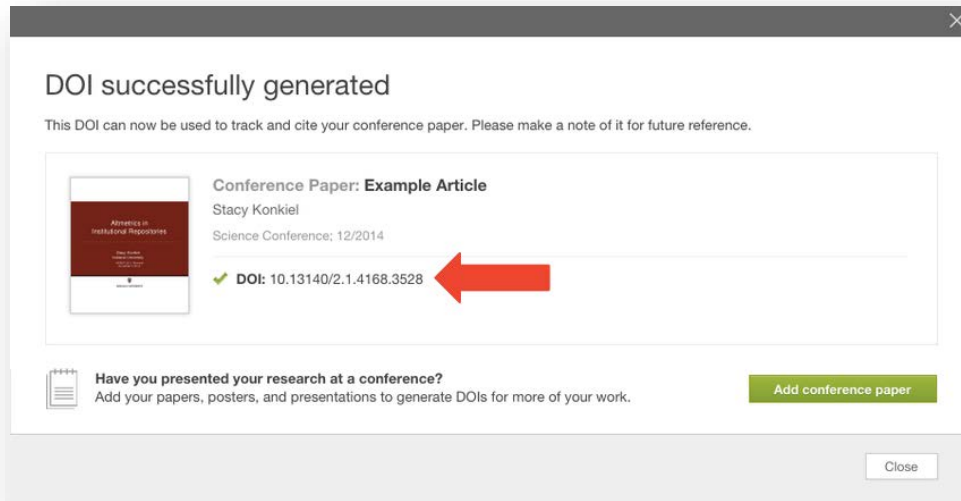 DOI successfully generated
This DOI can now be used to track and cite your conference paper. Please make a note of it for future reference.
Altmetrics in
Institutional Repositories
Conference Paper: Example Article
Stacy Konkiel
Science Conference; 12/2014
DOI: 10.13140/2.1.4168.3528
Have you presented your research at a conference?
Add your papers, posters, and presentations to generate DOIs for more of your work.
Add conference paper
Close